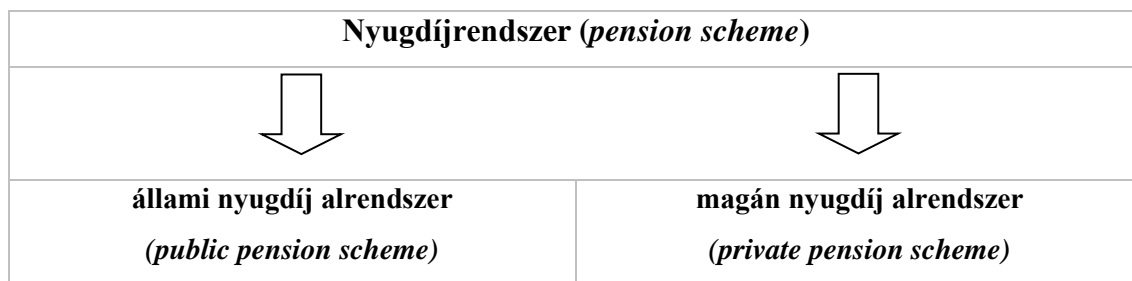 Nyugdíjrendszer (pension scheme)
állami nyugdíj alrendszer
(public pension scheme)
magán nyugdíj alrendszer
(private pension scheme)